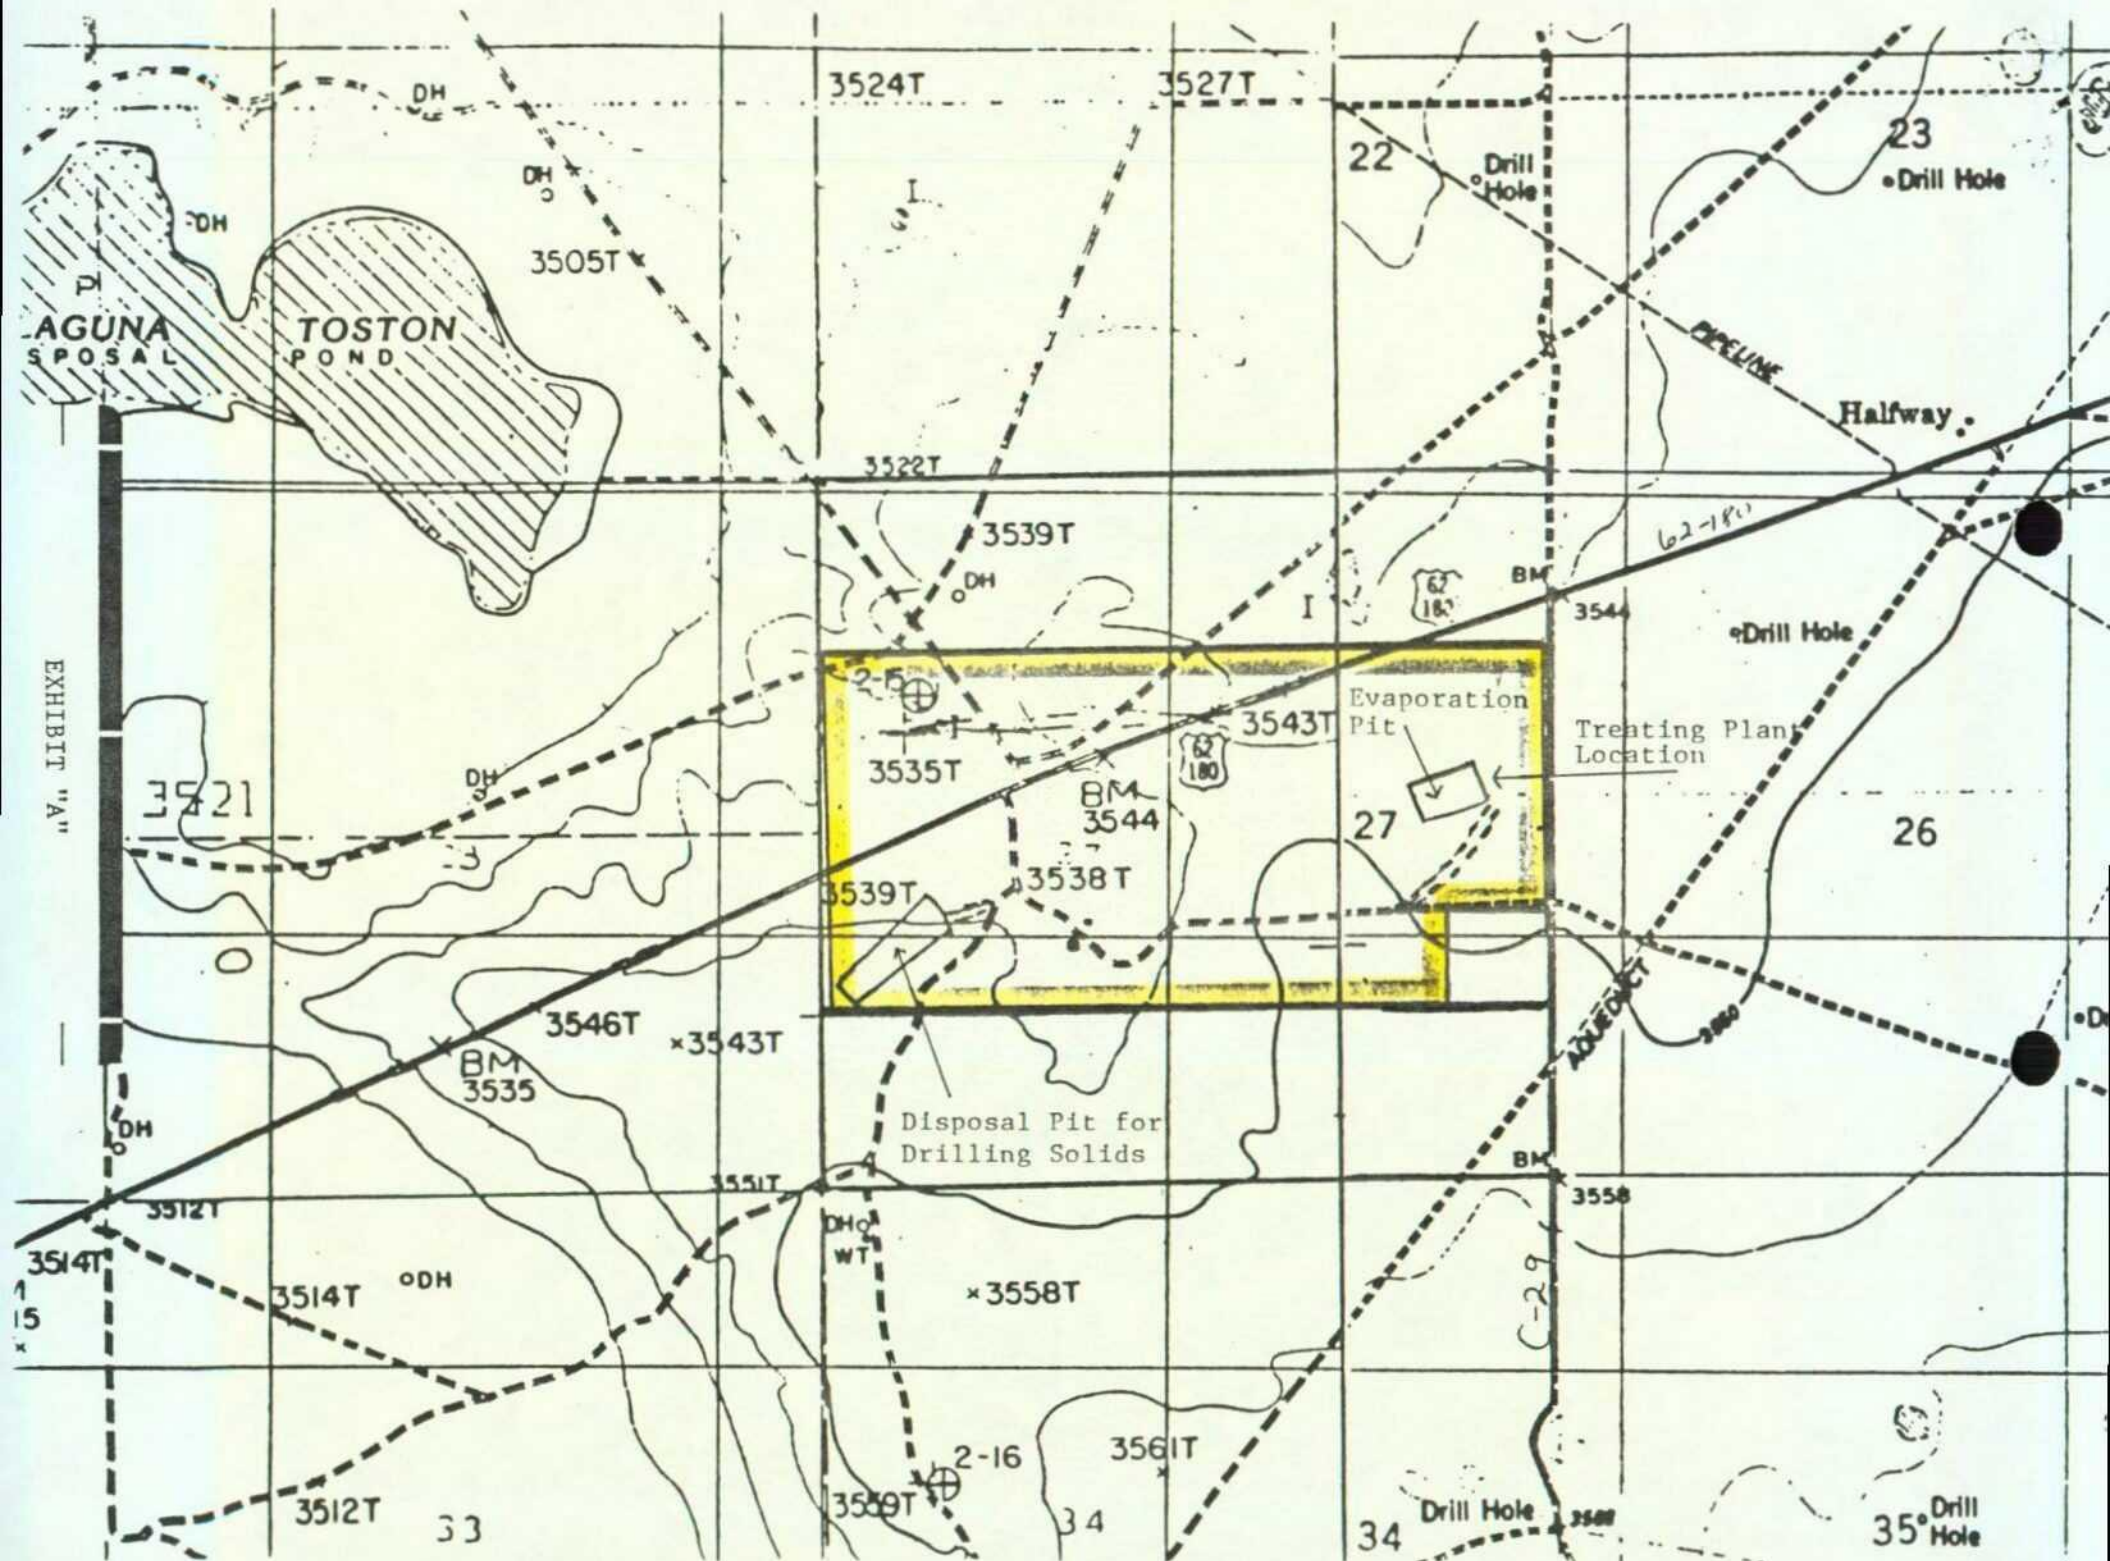 DH
3524T
3527T
22
Drill
Hole
23
Drill Hole
DH
DH
3505T
I
AGUNA
SPOSAL
TOSTON
POND
PIPELINE
Halfway
3522T
62-180
3539T
DH
BM
62
180
I
3544
Drill Hole
EXHIBIT "A"
2-15
Evaporation
Pit
3543T
Treating Plant
Location
3535T
62
180
DH
BM
3544
27
26
3521
3538T
3539T
3546T
3543T
AQUEDUCT
BM
3535
DH
Disposal Pit for
Drilling Solids
BM
3558
3551T
3512T
DH
WT
3514T
3514T
DH
3558T
15
C-29
3561T
2-16
3559T
3512T
33
34
34
Drill Hole
35
Drill
Hole